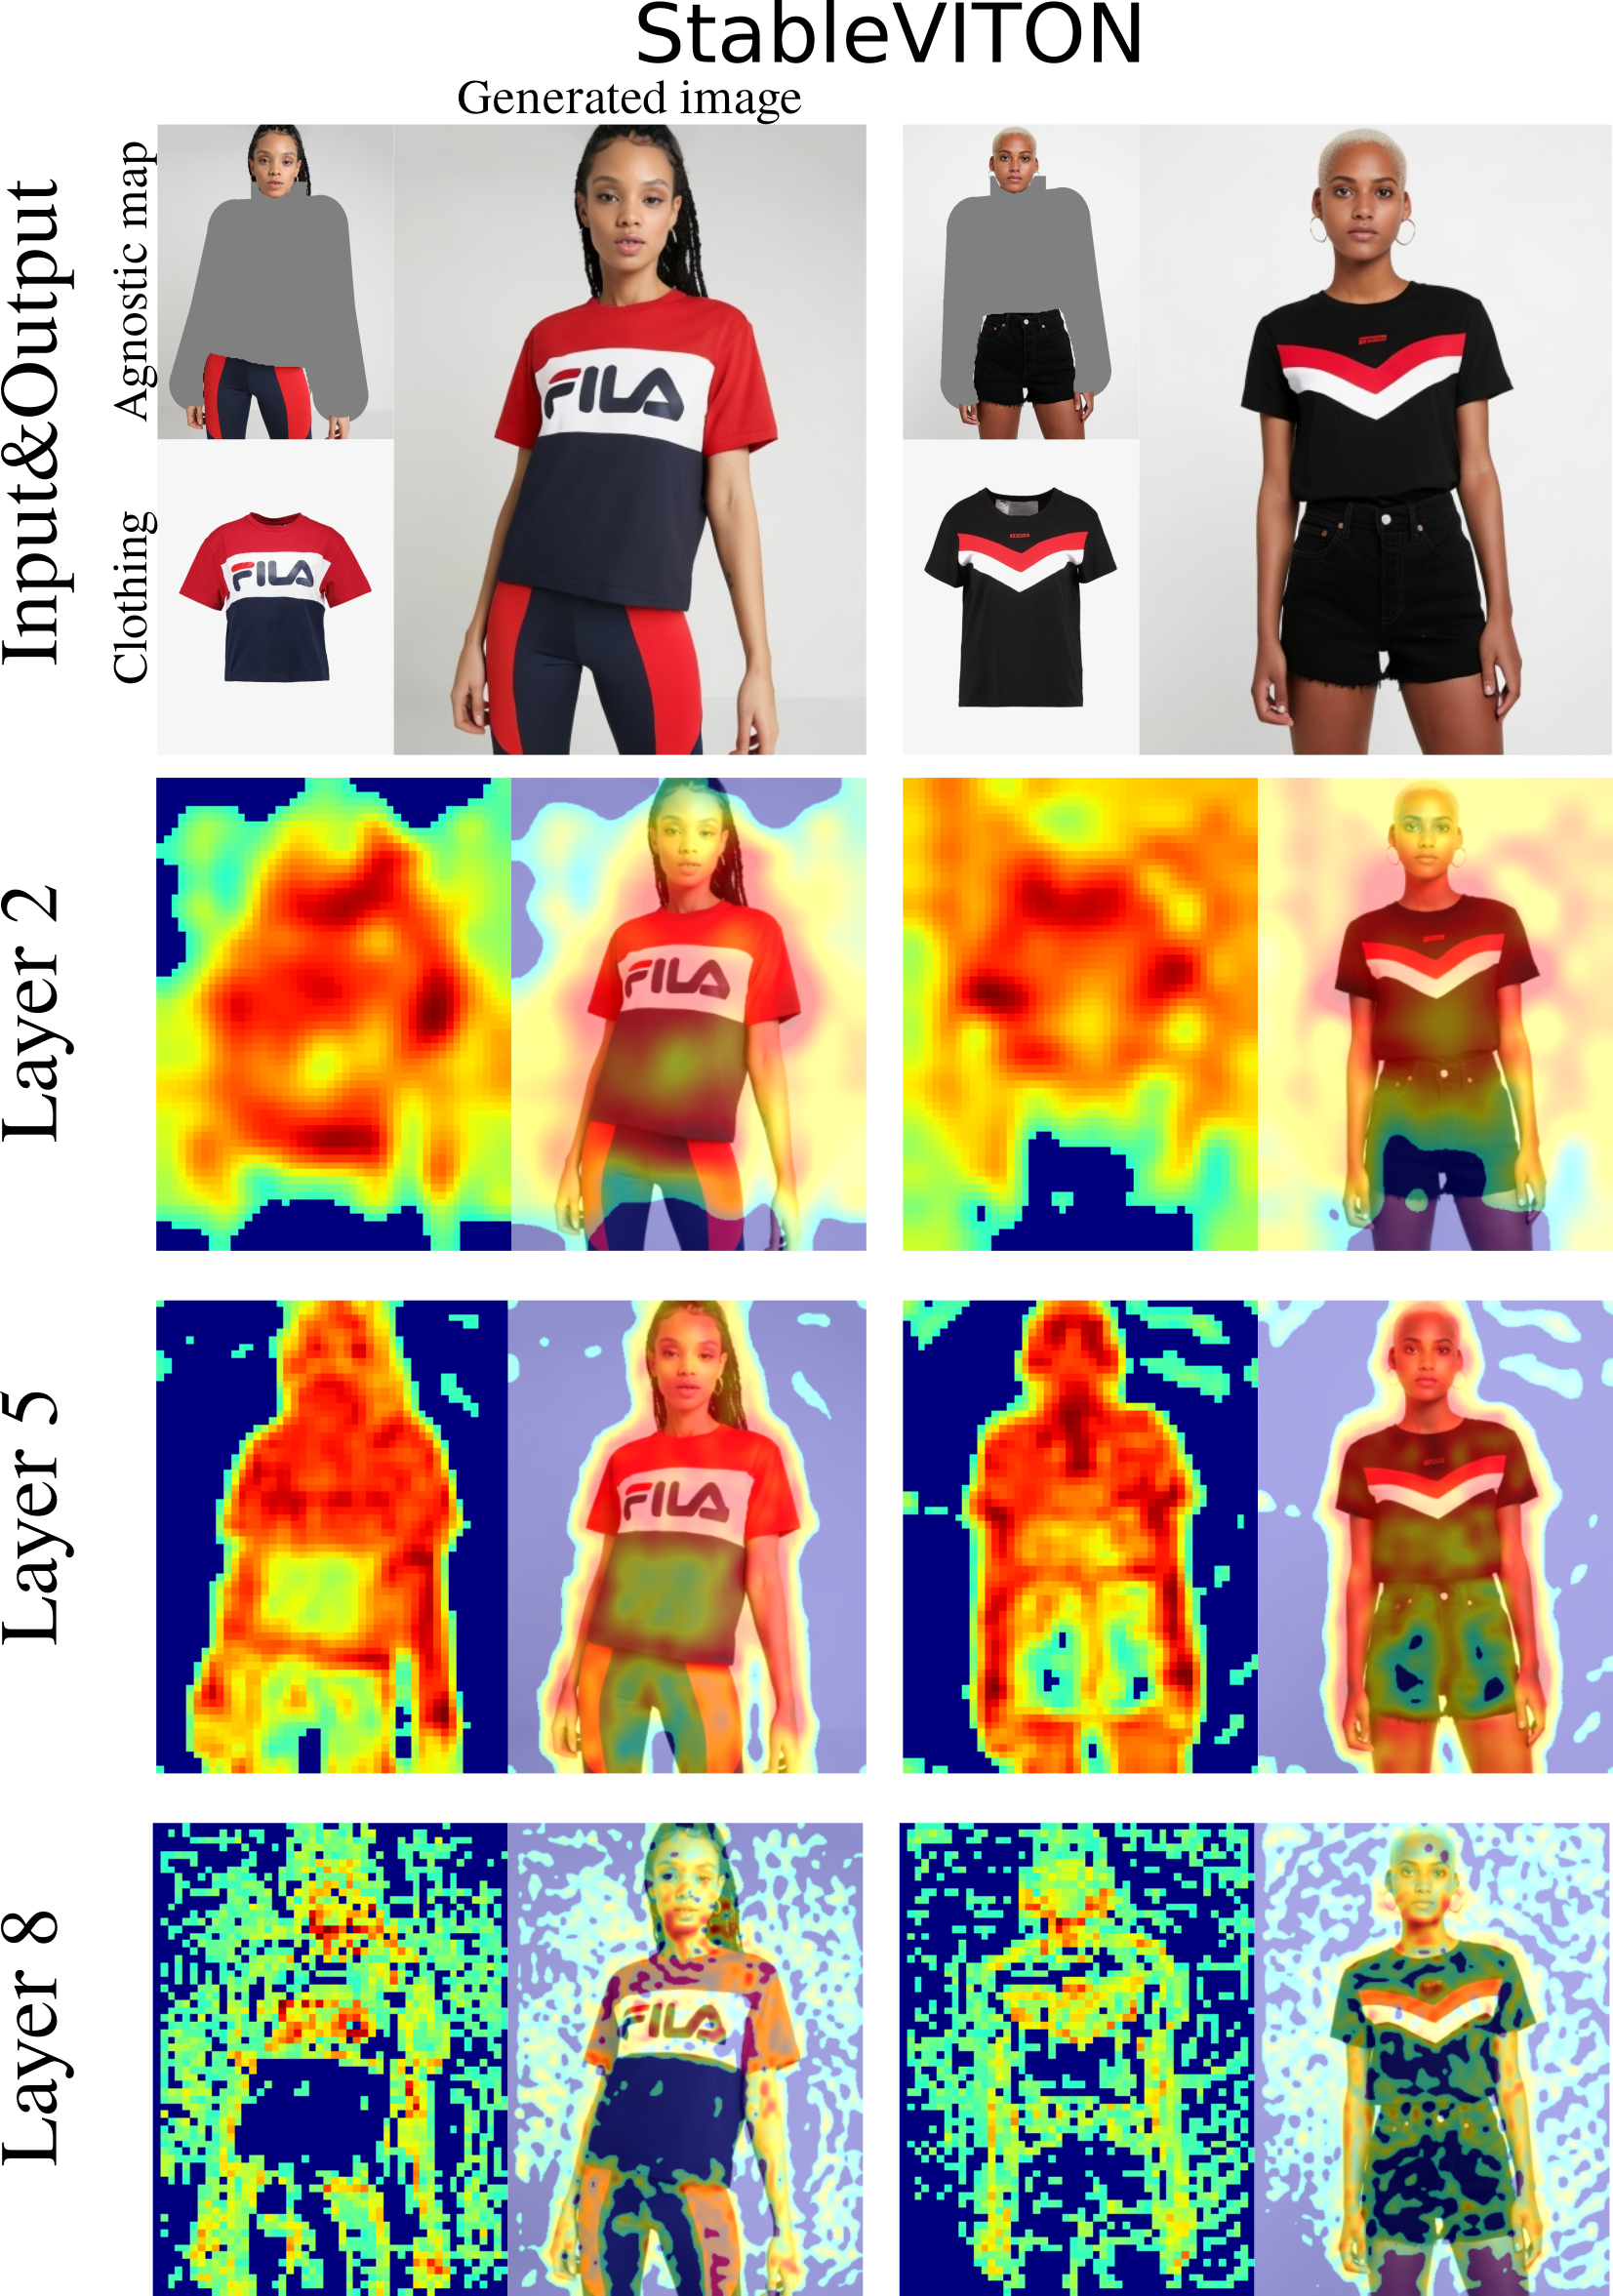 StableVITON
Generated image
Input&Output
Agnostic map
Clothing
FILA
FILA
Layer 2
FILA
Layer 5
FILA
Layer 8
FILA